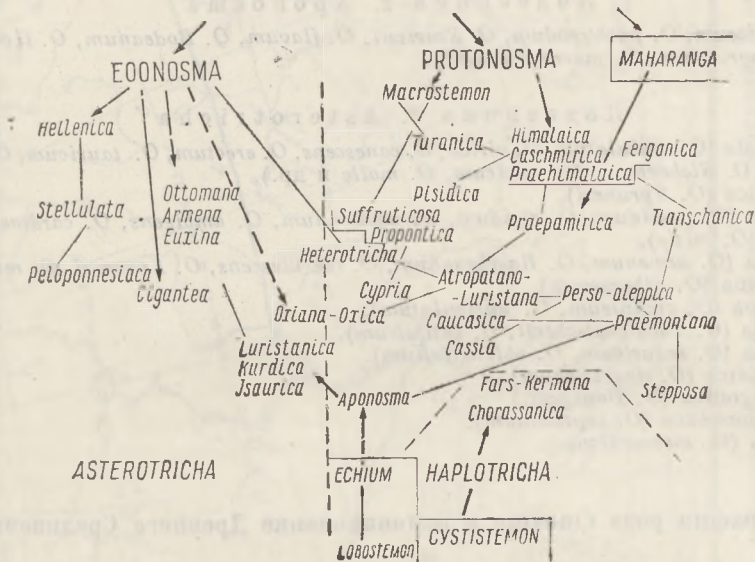 EOONOSMA
PROTONOSMA
MAHARANGA
Macrostemon
Hellenica
Turanica
Himalaica
Caschmirica
Praehimalaica
Ferganica
Ottomana
Armena
Euxina
Pisidica
Stellulata
Suffruticosa
Propontica
Praepamirica
Tianschanica
Heterotricha
Peloponnesiaca
Gigantea
Cypria
Atropatano-
-Luristana
Perso-aleppica
Oxiana-Oxica
Caucasica
Praemontana
Luristanica
Kurdica
Jsaurica
Cassia
Aponosma
Fars-Kermana
Chorassanica
Stepposa
ASTEROTRICHA
ECHIUM
HAPLOTRICHA
LOBOSTEMON
CYSTISTEMON